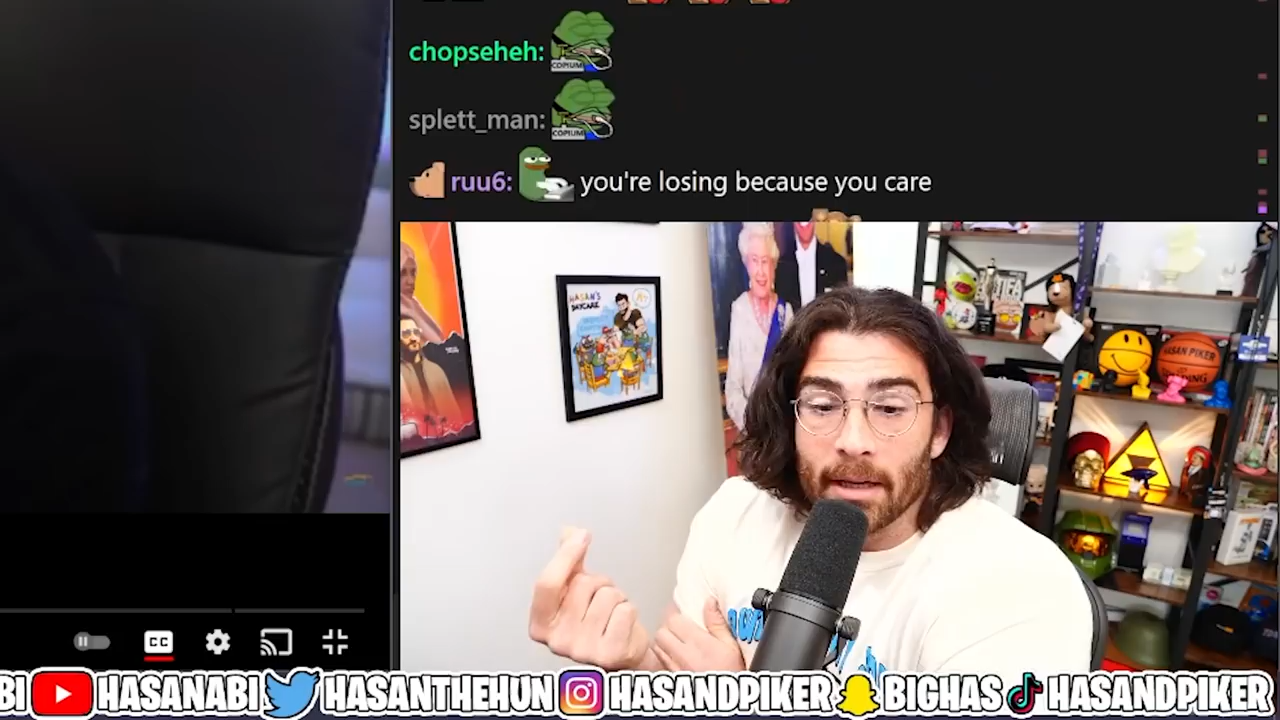 chopseheh:
COPIUM
splett_man:
COPIUM
ruu6: you're losing because you care
HASAN'S
DAYCARE
HASAN PIKER
CC
BI HASANABI HASANTHEHUN HASANDPIKER BIGHAS HASANDPIKER